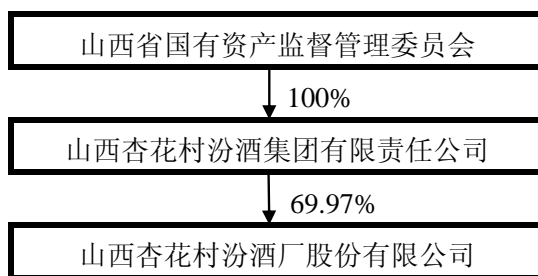 山西省国有资产监督管理委员会
100%
山西杏花村汾酒集团有限责任公司
69.97%
山西杏花村汾酒厂股份有限公司